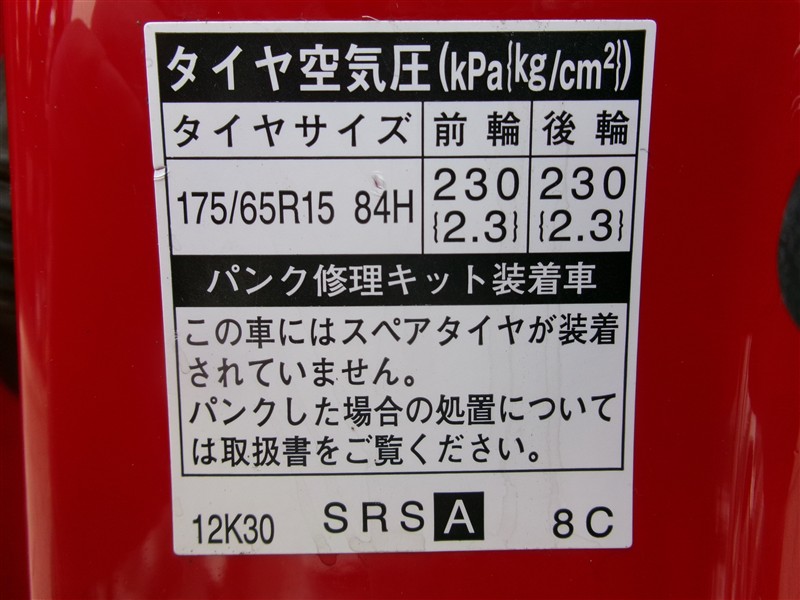 タイヤ空気圧(kPa{kg/cm²})
タイヤサイズ 前輪 後輪
175/65R15 84H 230 230
{2.3} {2.3}
パンク修理キット装着車
この車にはスペアタイヤが装着
されていません。
パンクした場合の処置について
は取扱書をご覧ください。
12K30 SRS A 8C